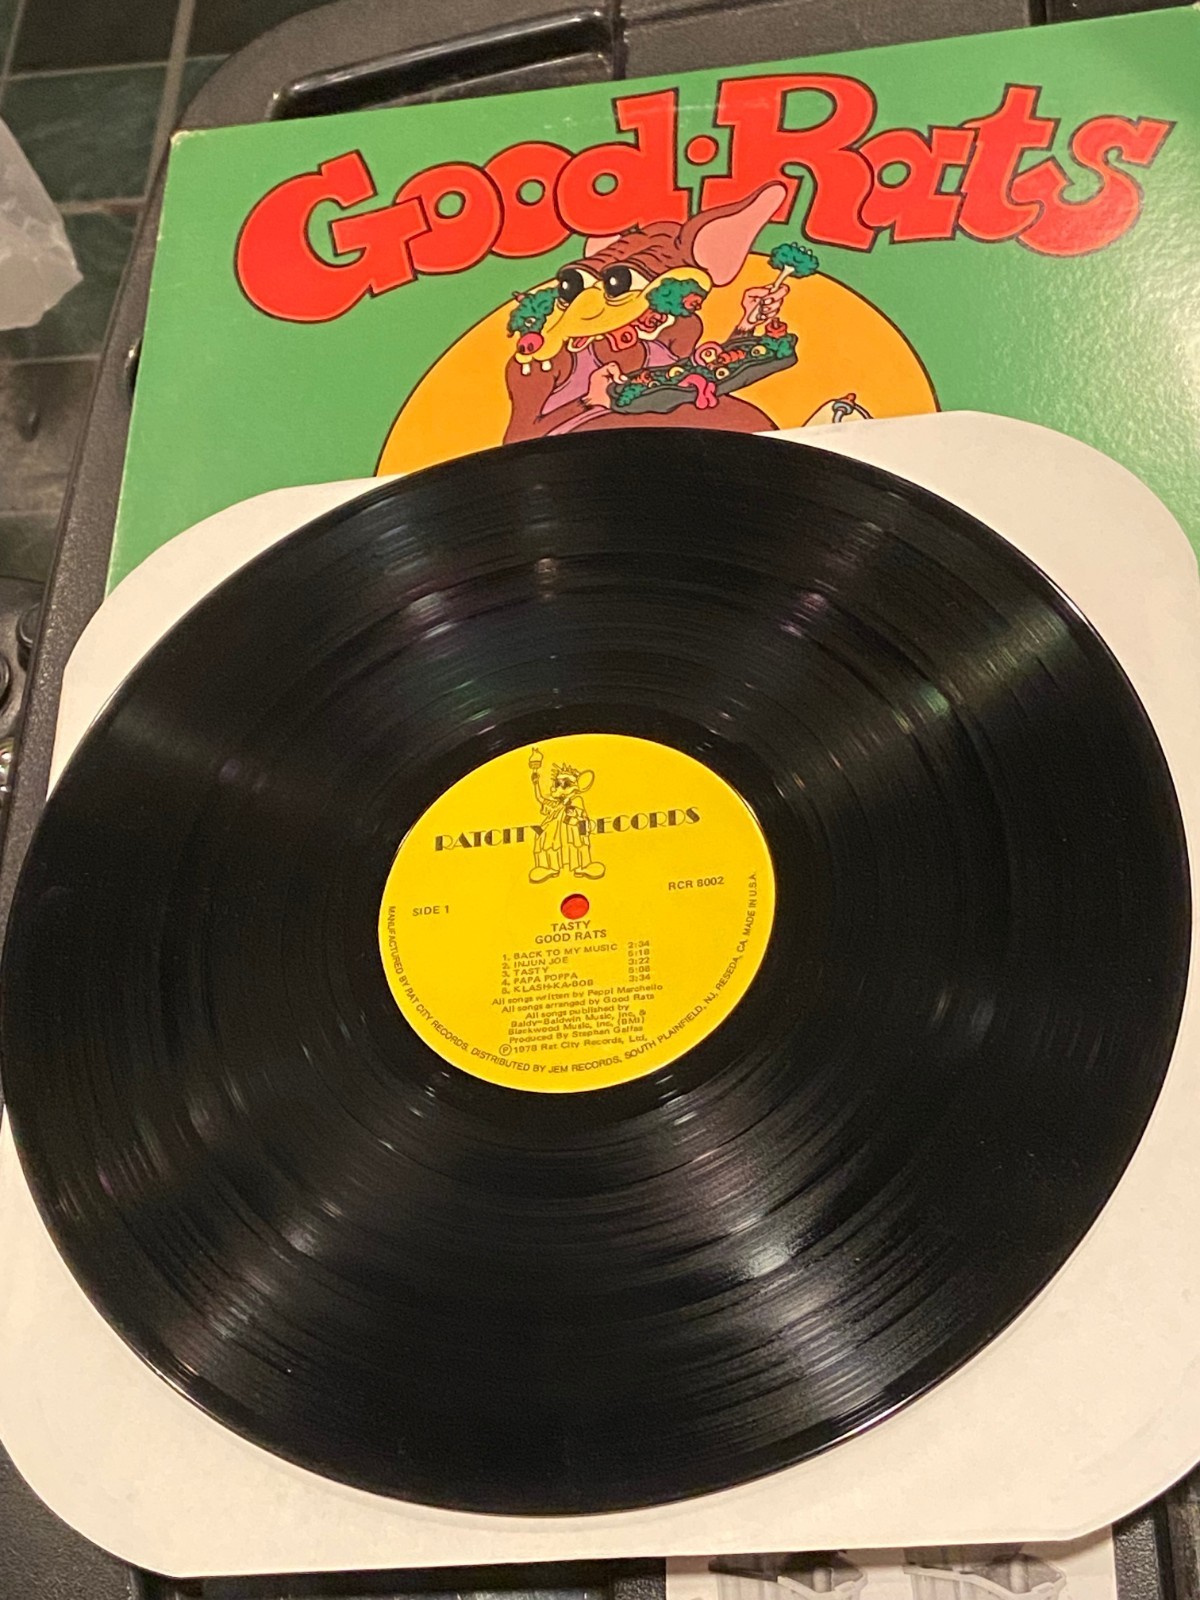 Good·Rats
RATCITY RECORDS
SIDE 1
RCR 8002
TASTY
GOOD RATS
1. BACK TO MY MUSIC 2:34
2. INJUN JOE 5:18
3. TASTY 3:22
4. PAPA POPPA 5:08
5. KLASH-KA-BOB 3:34
All songs written by Peppi Marchello
All songs arranged by Good Rats
All songs published by
Baldy-Baldwin Music, Inc. &
Blackwood Music, Inc. (BMI)
Produced By Stephan Galfas
Ⓟ1978 Rat City Records, Ltd.
MANUFACTURED BY RAT CITY RECORDS. DISTRIBUTED BY JEM RECORDS, SOUTH PLAINFIELD, NJ, RESEDA, CA. MADE IN U.S.A.